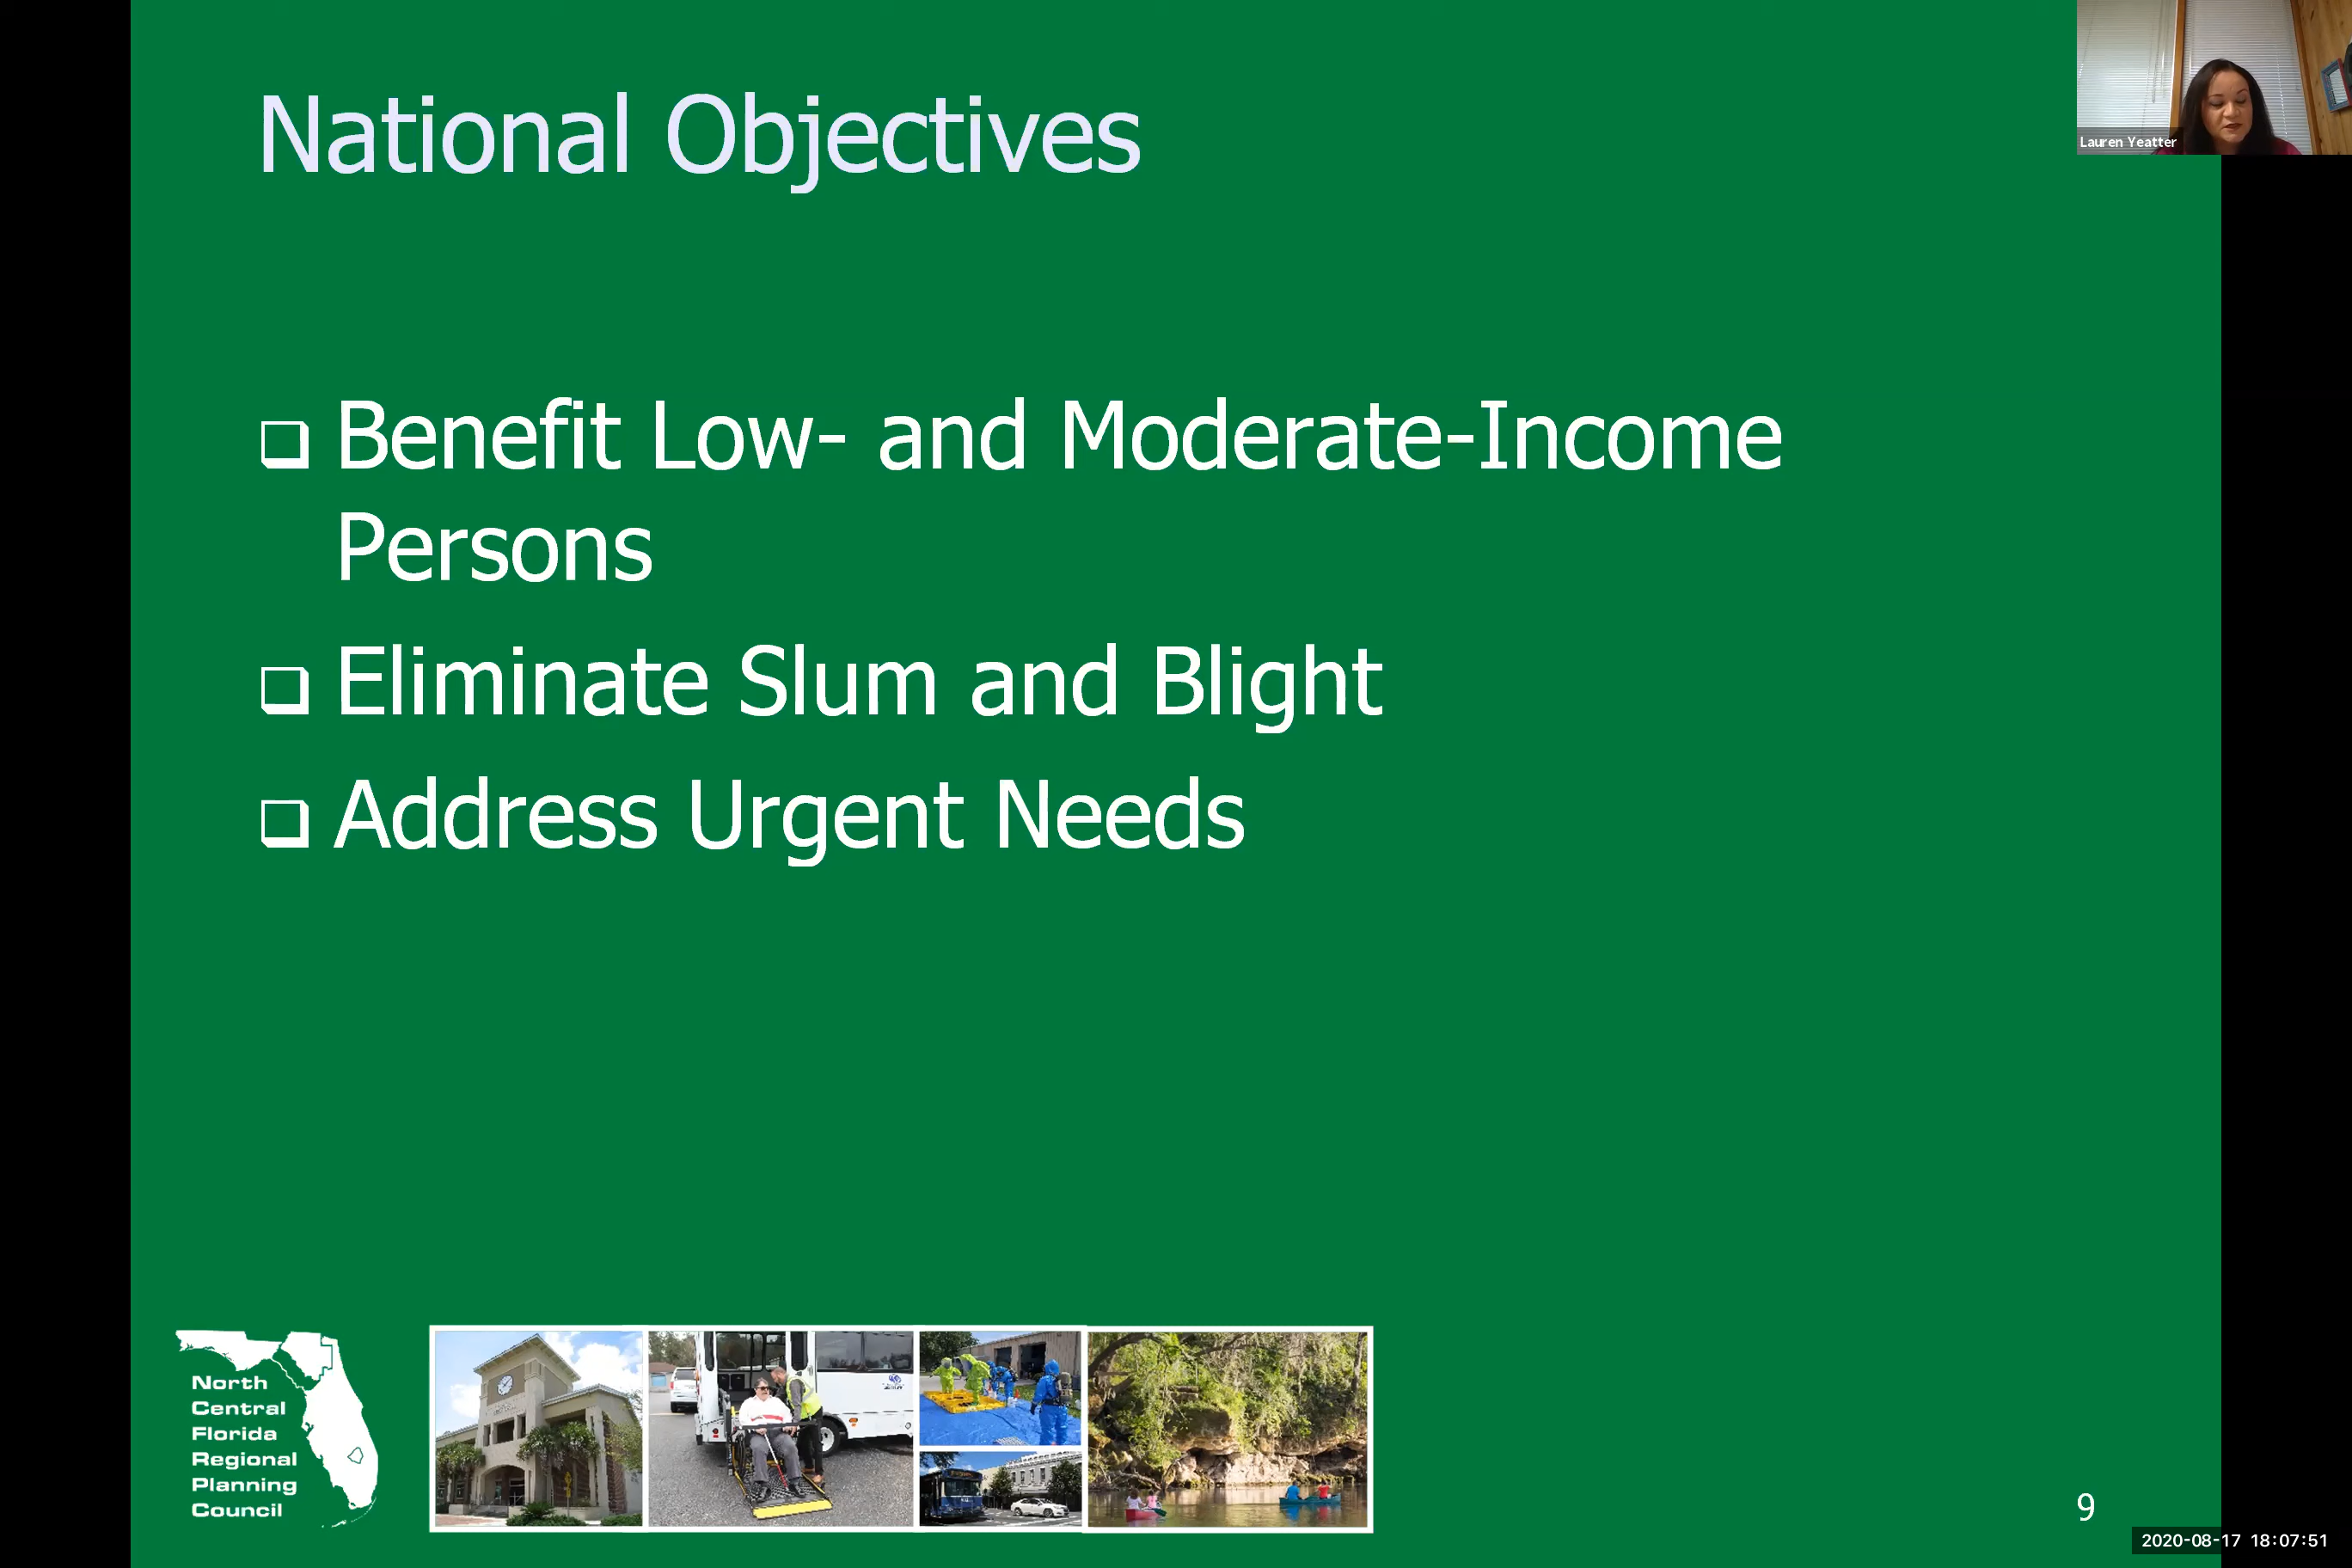 National Objectives
Lauren Yeatter
❑ Benefit Low- and Moderate-Income
Persons
❑ Eliminate Slum and Blight
❑ Address Urgent Needs
North
Central
Florida
Regional
Planning
Council
9
2020-08-17 18:07:51